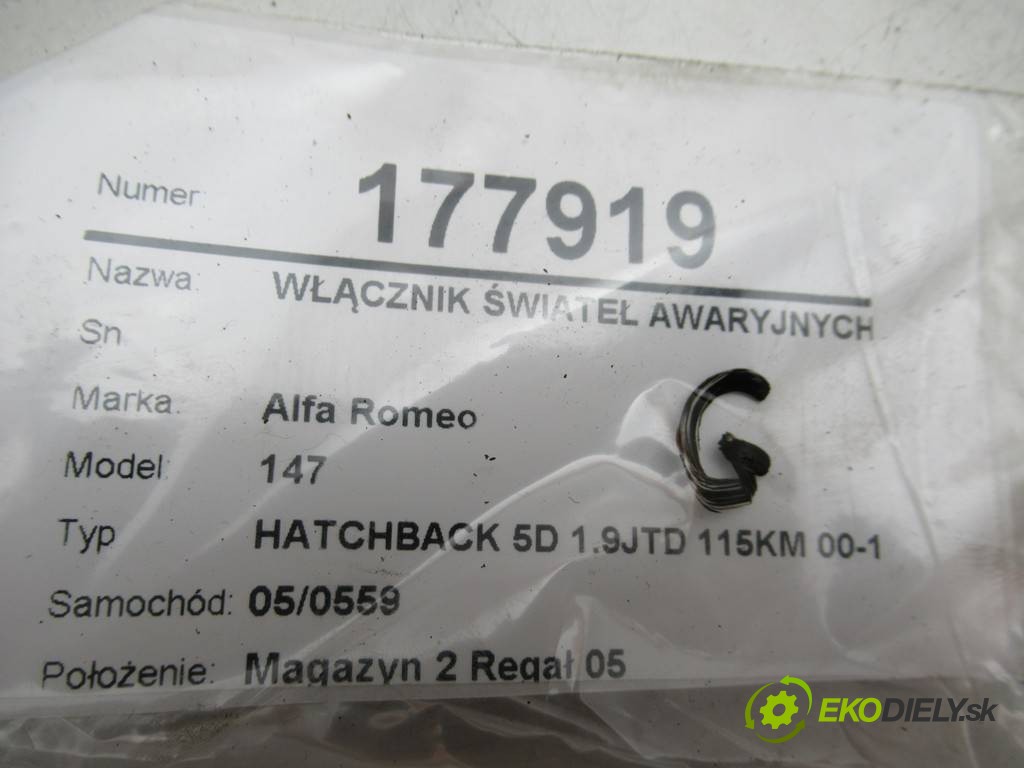 Numer: 177919
Nazwa: WŁĄCZNIK ŚWIATEŁ AWARYJNYCH
Sn
Marka: Alfa Romeo
G
Model: 147
Typ HATCHBACK 5D 1.9JTD 115KM 00-1
Samochód: 05/0559
Położenie: Magazyn 2 Regał 05
EKODIELY.sk